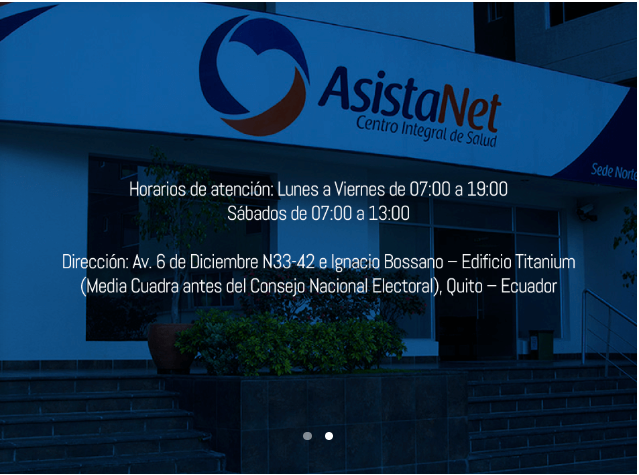 AsistaNet
Centro Integral de Salud
Sede Norte
Horarios de atención: Lunes a Viernes de 07:00 a 19:00
Sábados de 07:00 a 13:00
Dirección: Av. 6 de Diciembre N33-42 e Ignacio Bossano – Edificio Titanium
(Media Cuadra antes del Consejo Nacional Electoral), Quito – Ecuador